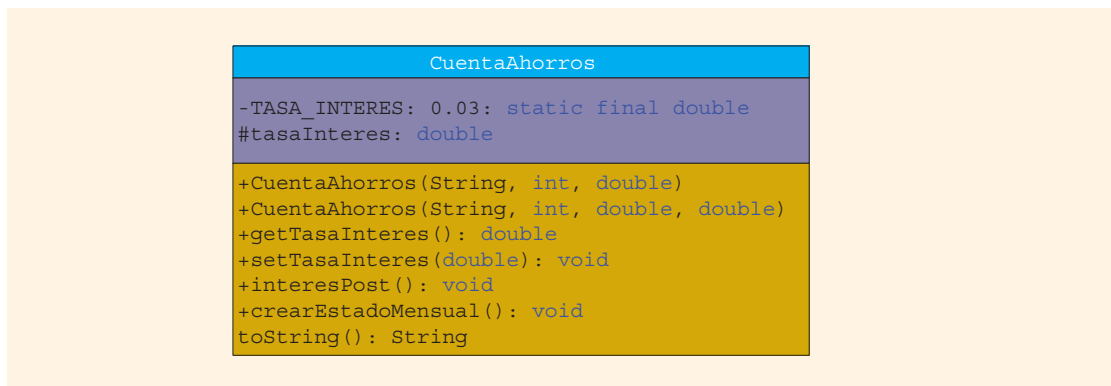 CuentaAhorros
-TASA_INTERES: 0.03: static final double
#tasaInteres: double
+CuentaAhorros(String, int, double)
+CuentaAhorros(String, int, double, double)
+getTasaInteres(): double
+setTasaInteres(double): void
+interesPost(): void
+crearEstadoMensual(): void
toString(): String